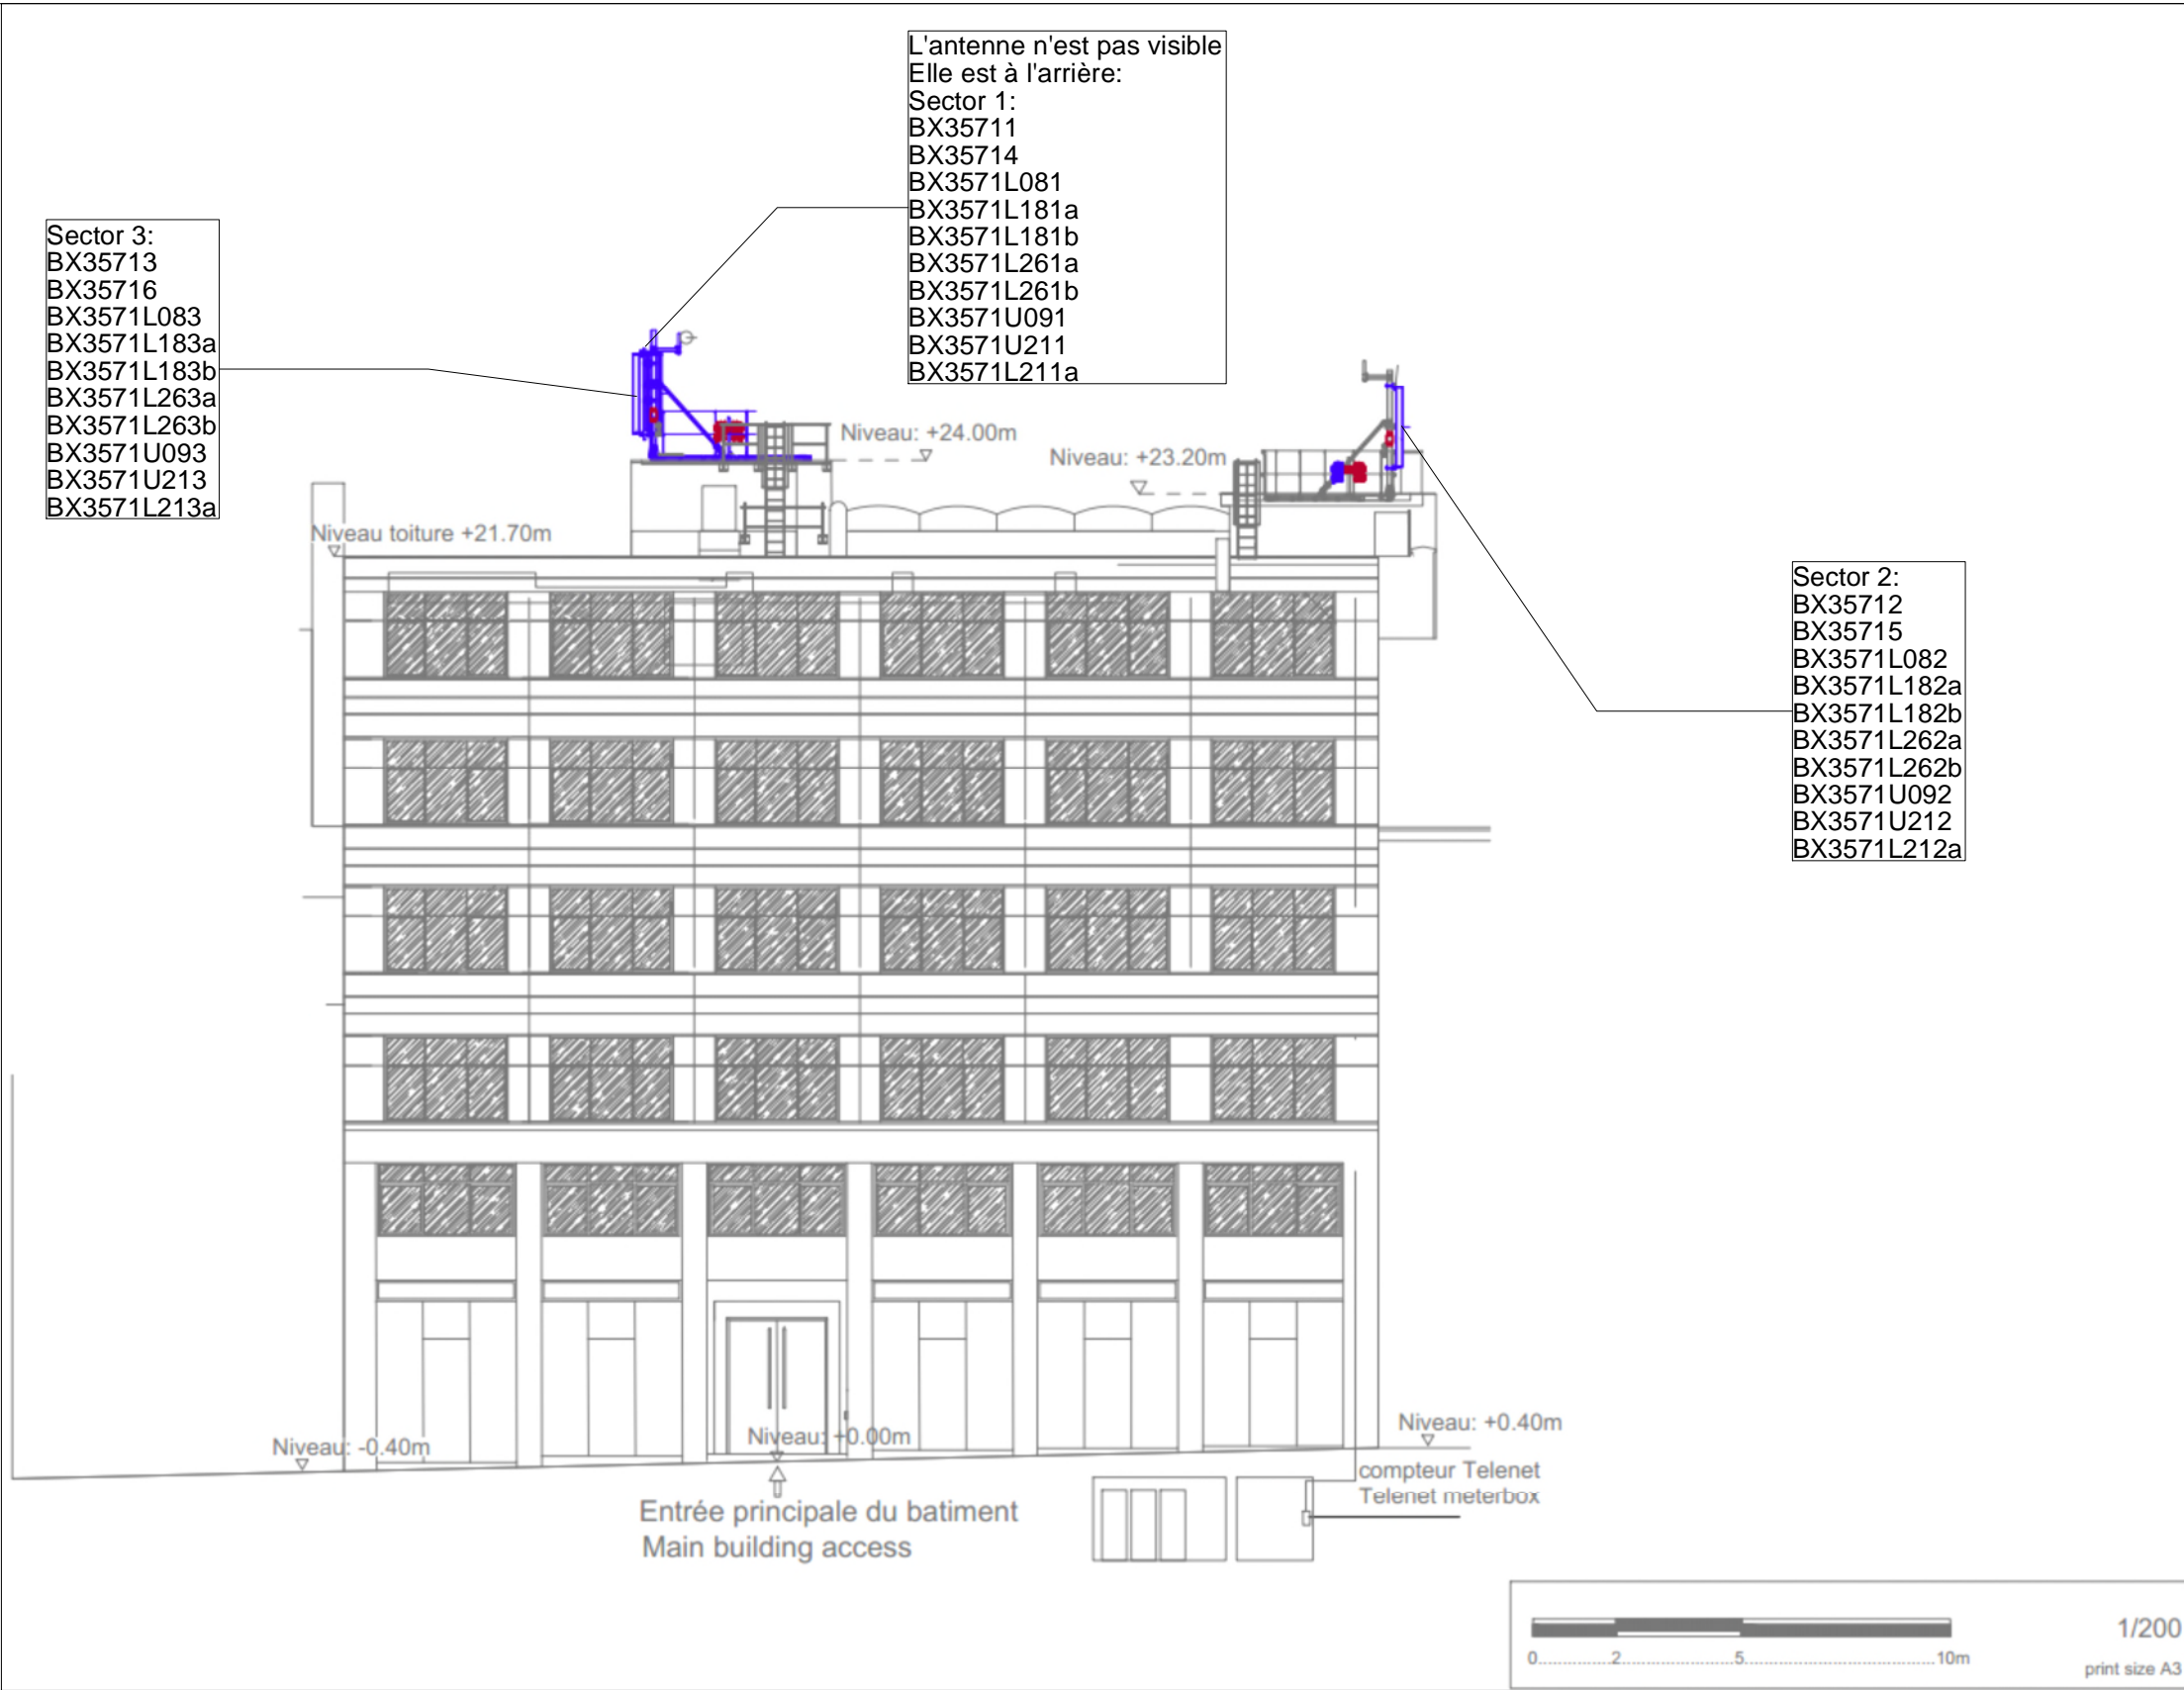 L'antenne n'est pas visible
Elle est à l'arrière:
Sector 1:
BX35711
BX35714
BX3571L081
BX3571L181a
BX3571L181b
BX3571L261a
BX3571L261b
BX3571U091
BX3571U211
BX3571L211a
Sector 3:
BX35713
BX35716
BX3571L083
BX3571L183a
BX3571L183b
BX3571L263a
BX3571L263b
BX3571U093
BX3571U213
BX3571L213a
Niveau: +24.00m
Niveau: +23.20m
Niveau toiture +21.70m
Sector 2:
BX35712
BX35715
BX3571L082
BX3571L182a
BX3571L182b
BX3571L262a
BX3571L262b
BX3571U092
BX3571U212
BX3571L212a
Niveau: -0.40m
Niveau: +0.00m
Niveau: +0.40m
compteur Telenet
Telenet meterbox
Entrée principale du batiment
Main building access
1/200
0 2 5 10m
print size A3